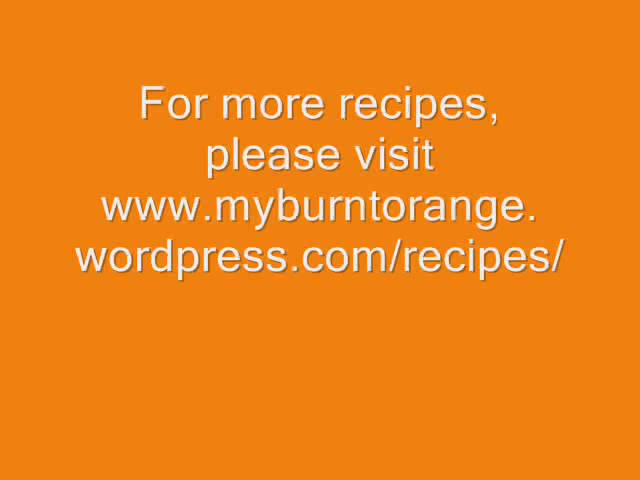 For more recipes,
please visit
www.myburntorange.
wordpress.com/recipes/